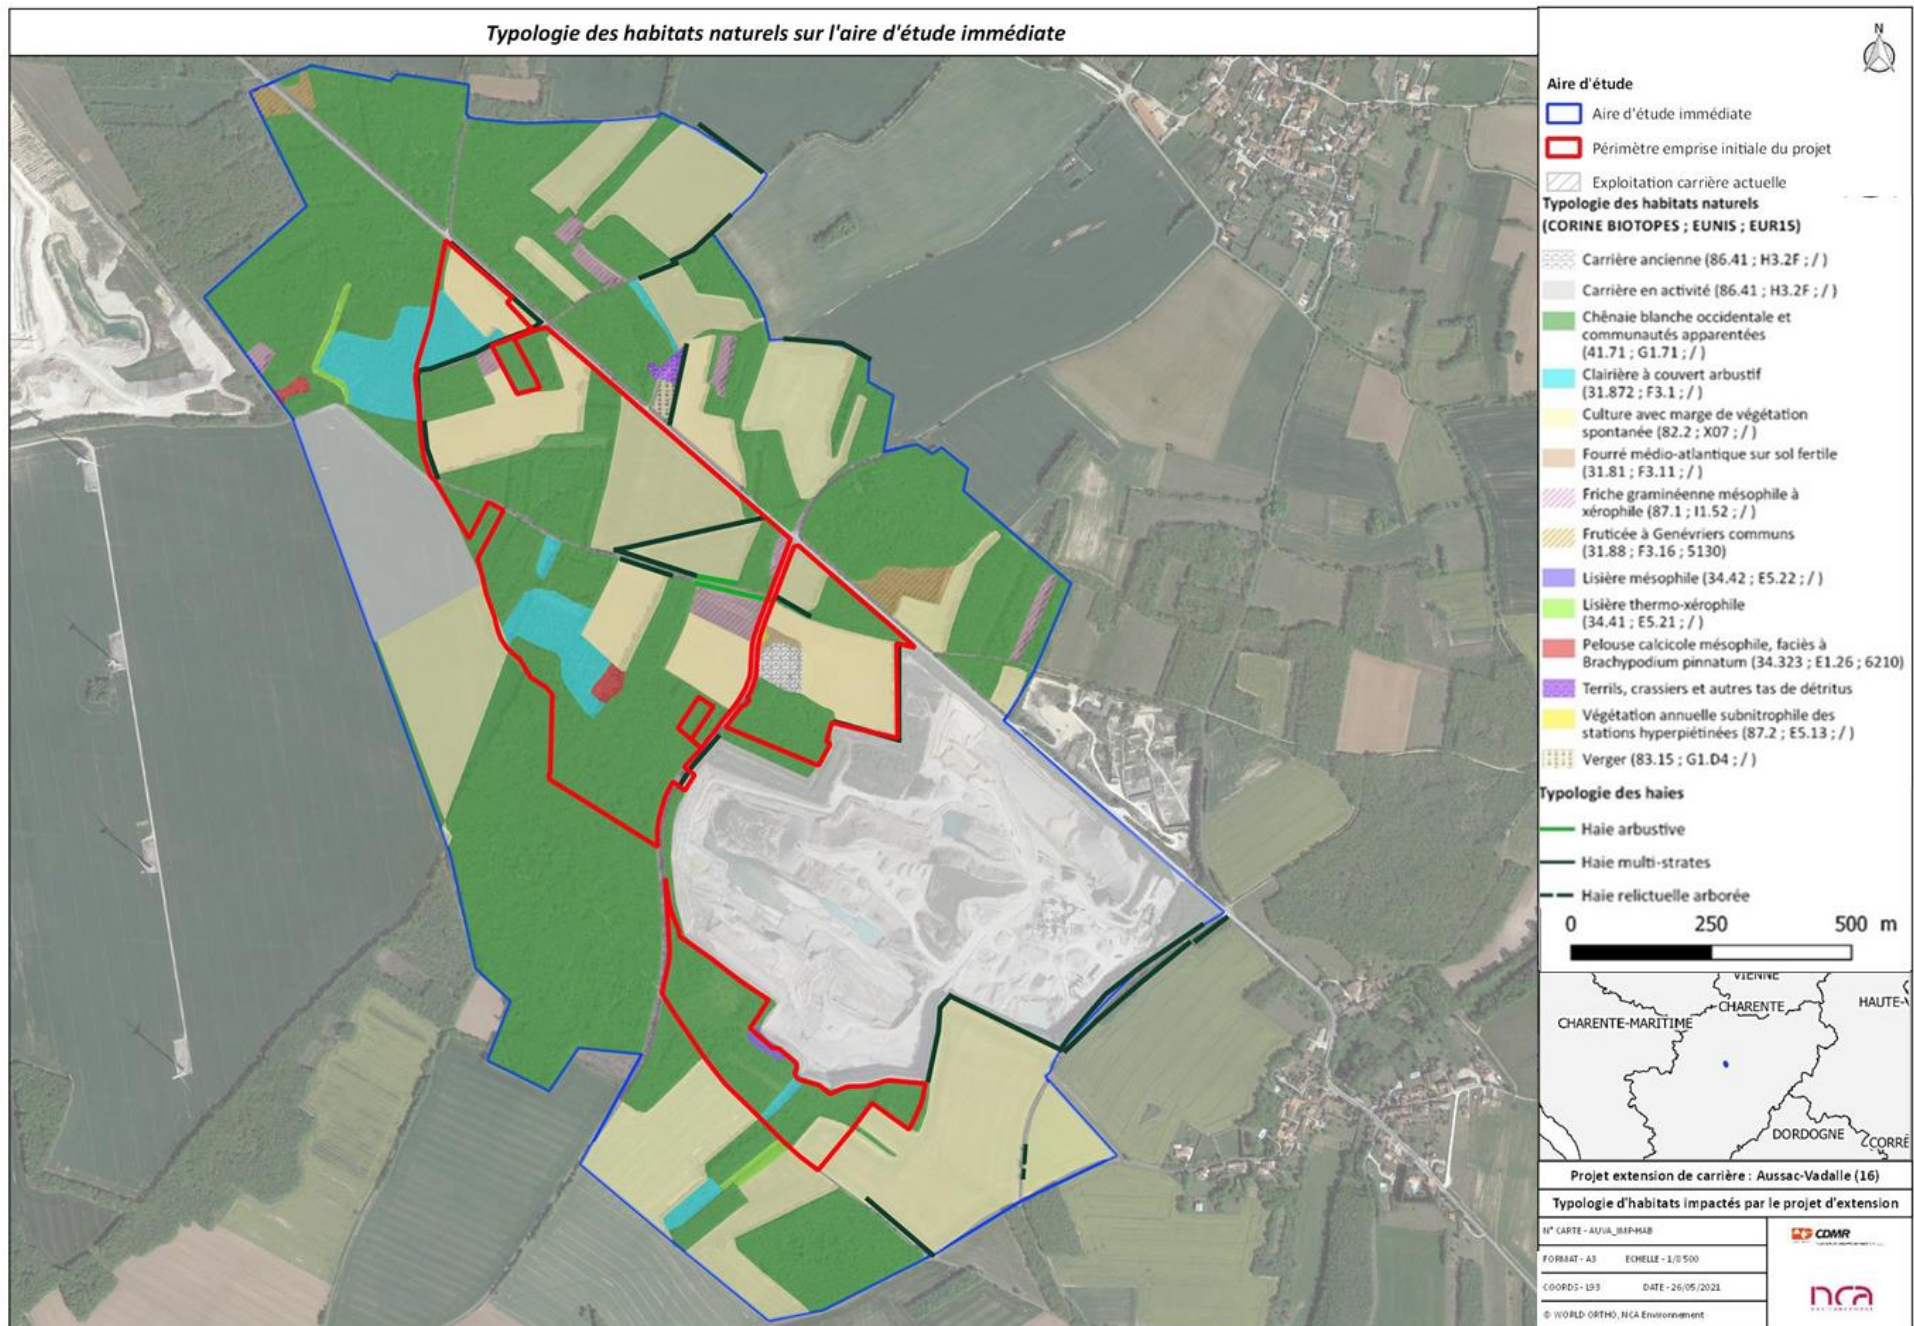 Typologie des habitats naturels sur l'aire d'étude immédiate
N
Aire d'étude
Aire d'étude immédiate
Périmètre emprise initiale du projet
Exploitation carrière actuelle
Typologie des habitats naturels
(CORINE BIOTOPES ; EUNIS ; EUR15)
Carrière ancienne (86.41 ; H3.2F ; / )
Carrière en activité (86.41 ; H3.2F ; / )
Chênaie blanche occidentale et
communautés apparentées
(41.71 ; G1.71 ; / )
Clairière à couvert arbustif
(31.872 ; F3.1 ; / )
Culture avec marge de végétation
spontanée (82.2 ; X07 ; / )
Fourré médio-atlantique sur sol fertile
(31.81 ; F3.11 ; / )
Friche graminéenne mésophile à
xérophile (87.1 ; I1.52 ; / )
Fruticée à Genévriers communs
(31.88 ; F3.16 ; 5130)
Lisière mésophile (34.42 ; E5.22 ; / )
Lisière thermo-xérophile
(34.41 ; E5.21 ; / )
Pelouse calcicole mésophile, faciès à
Brachypodium pinnatum (34.323 ; E1.26 ; 6210)
Terrils, crassiers et autres tas de détritus
Végétation annuelle subnitrophile des
stations hyperpiétinées (87.2 ; E5.13 ; / )
Verger (83.15 ; G1.D4 ; / )
Typologie des haies
Haie arbustive
Haie multi-strates
Haie relictuelle arborée
0 250 500 m
VIENNE
CHARENTE
HAUTE-V
CHARENTE-MARITIME
DORDOGNE
CORRÈ
Projet extension de carrière : Aussac-Vadalle (16)
Typologie d'habitats impactés par le projet d'extension
N° CARTE - AUVA_IMP-HAB
FORMAT - A3 ECHELLE - 1/8 500
COORDS - L93 DATE - 26/05/2021
© WORLD ORTHO, NCA Environnement
CDMR
nca